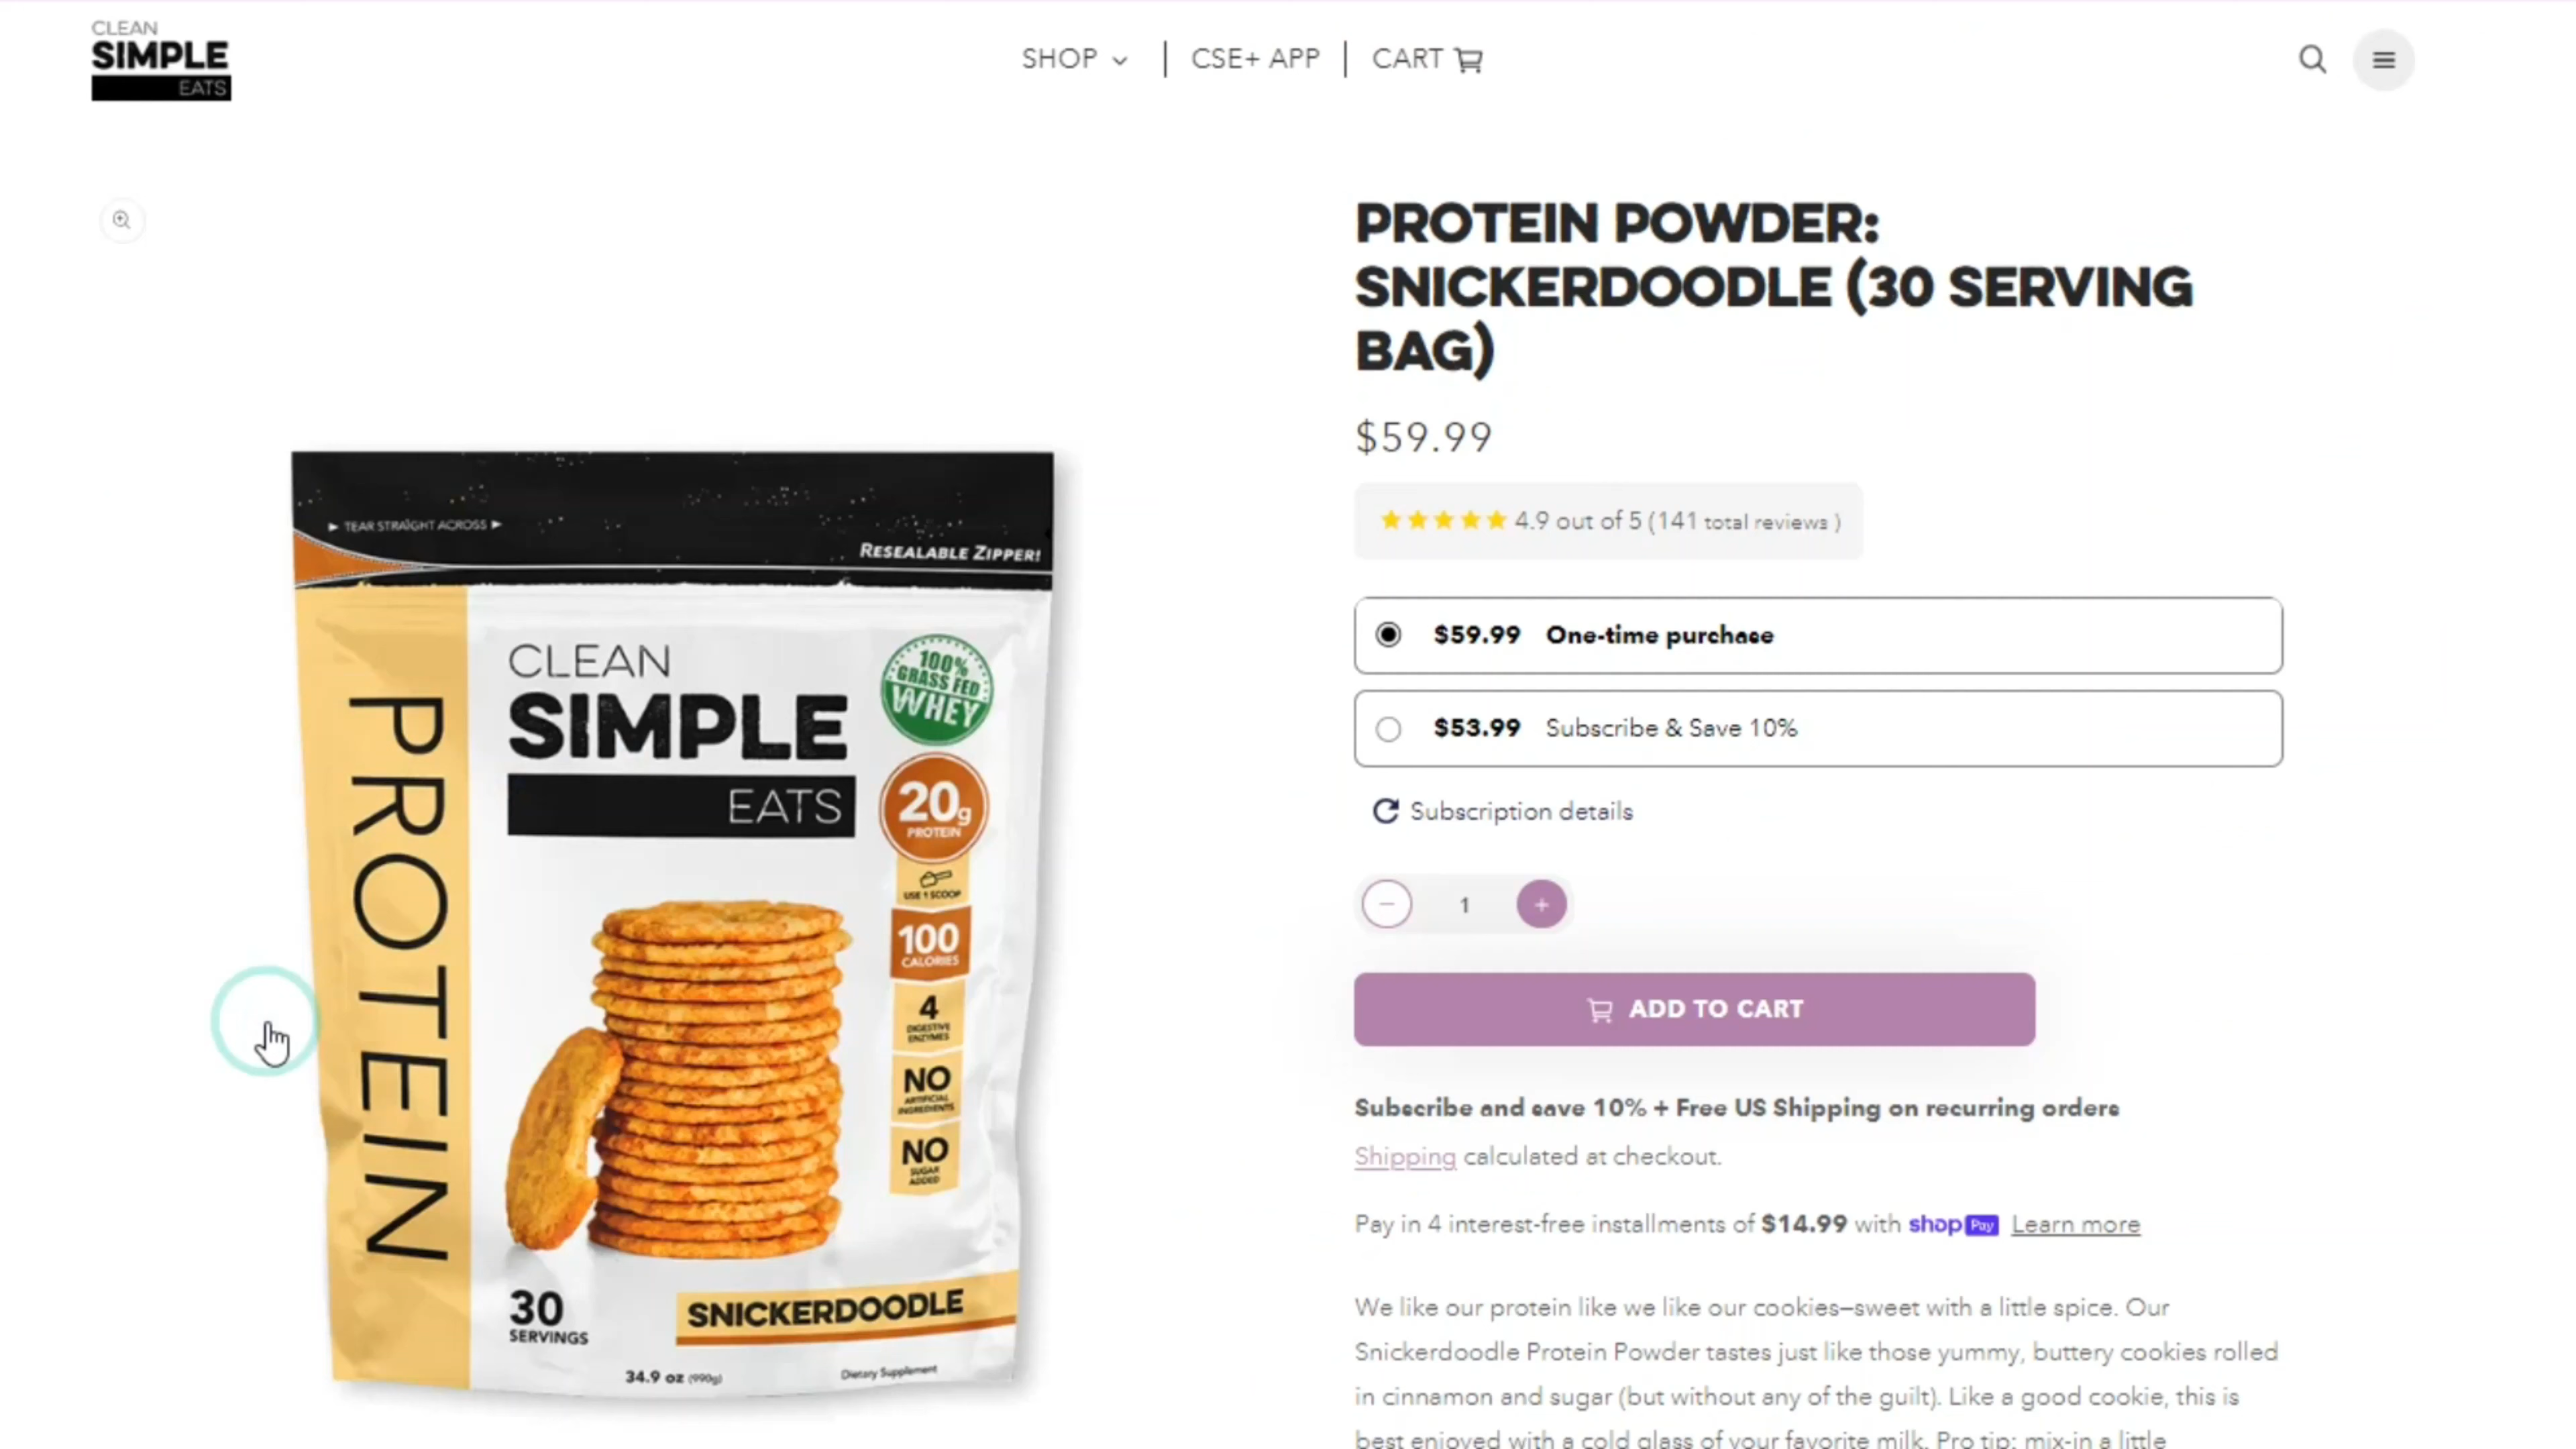 CLEAN
SIMPLE
EATS
SHOP
CSE+ APP
CART
PROTEIN POWDER:
SNICKERDOODLE (30 SERVING
BAG)
$59.99
4.9 out of 5 (141 total reviews )
$59.99 One-time purchase
$53.99 Subscribe & Save 10%
Subscription details
− 1 +
ADD TO CART
Subscribe and save 10% + Free US Shipping on recurring orders
Shipping calculated at checkout.
Pay in 4 interest-free installments of $14.99 with shop Pay Learn more
We like our protein like we like our cookies—sweet with a little spice. Our
Snickerdoodle Protein Powder tastes just like those yummy, buttery cookies rolled
in cinnamon and sugar (but without any of the guilt). Like a good cookie, this is
best enjoyed with a cold glass of your favorite milk. Pro tip: mix-in a little
TEAR STRAIGHT ACROSS
RESEALABLE ZIPPER!
PROTEIN
CLEAN
SIMPLE
EATS
100%
GRASS FED
WHEY
20g
PROTEIN
USE 1 SCOOP
100
CALORIES
4
DIGESTIVE
ENZYMES
NO
ARTIFICIAL
INGREDIENTS
NO
SUGAR
ADDED
30
SERVINGS
SNICKERDOODLE
34.9 oz (990g)
Dietary Supplement